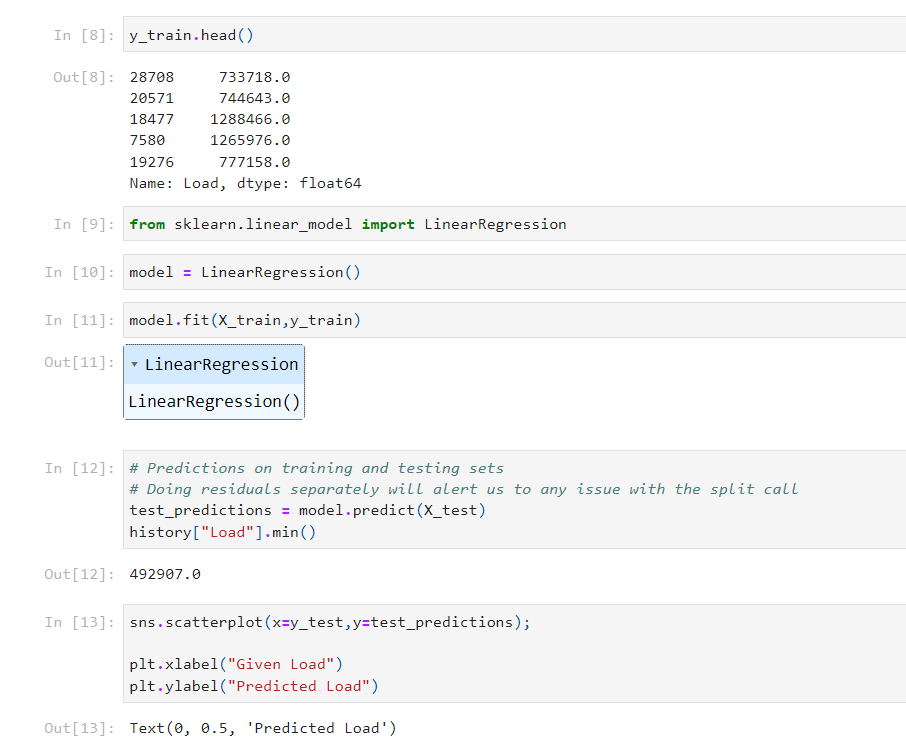 In [8]: y_train.head()
Out[8]: 28708     733718.0
20571     744643.0
18477    1288466.0
7580     1265976.0
19276     777158.0
Name: Load, dtype: float64
In [9]: from sklearn.linear_model import LinearRegression
In [10]: model = LinearRegression()
In [11]: model.fit(X_train,y_train)
Out[11]: ▾ LinearRegression
LinearRegression()
In [12]: # Predictions on training and testing sets
# Doing residuals separately will alert us to any issue with the split call
test_predictions = model.predict(X_test)
history["Load"].min()
Out[12]: 492907.0
In [13]: sns.scatterplot(x=y_test,y=test_predictions);
plt.xlabel("Given Load")
plt.ylabel("Predicted Load")
Out[13]: Text(0, 0.5, 'Predicted Load')